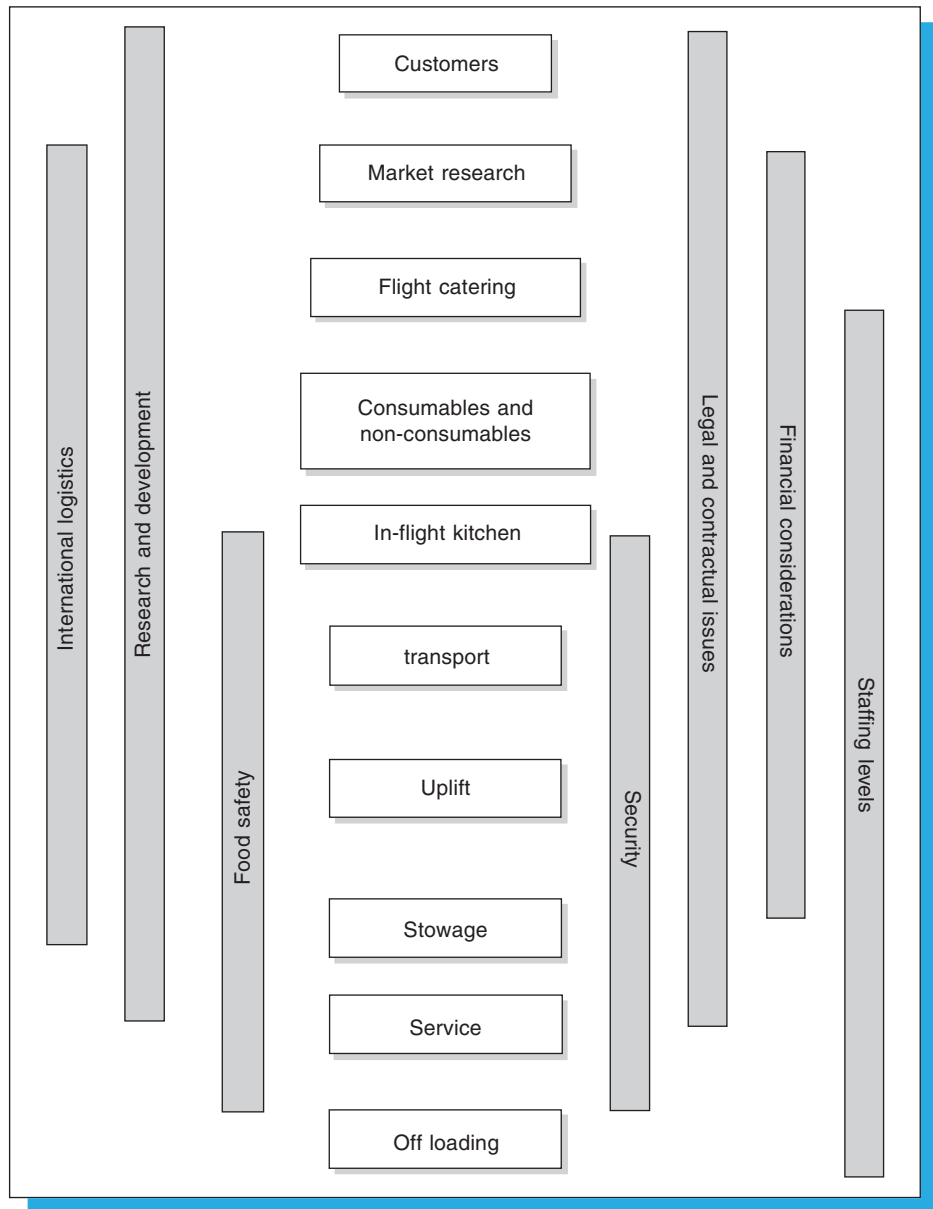 Customers
Market research
Flight catering
Consumables and
non-consumables
In-flight kitchen
transport
Uplift
Stowage
Service
Off loading
International logistics
Research and development
Food safety
Security
Legal and contractual issues
Financial considerations
Staffing levels